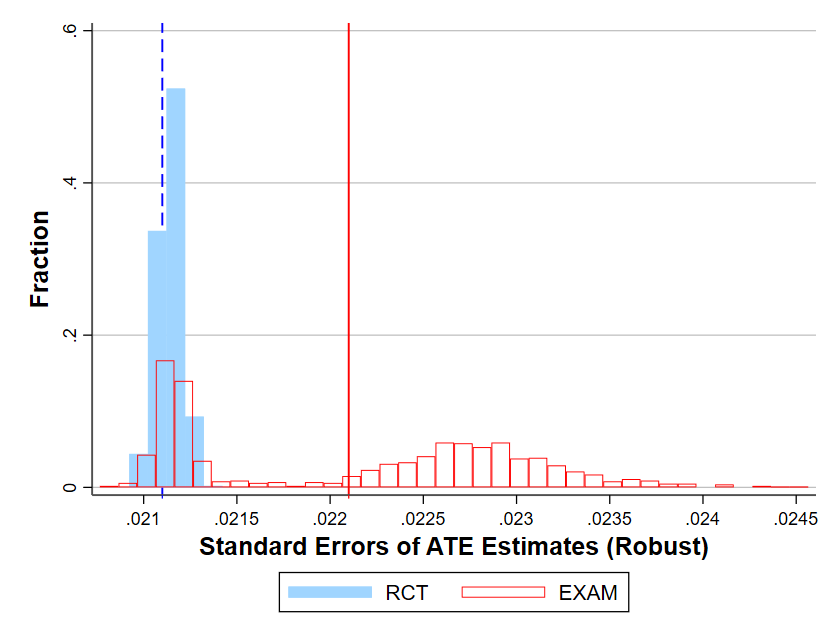 Fraction
.6
.4
.2
0
.021 .0215 .022 .0225 .023 .0235 .024 .0245
Standard Errors of ATE Estimates (Robust)
RCT EXAM